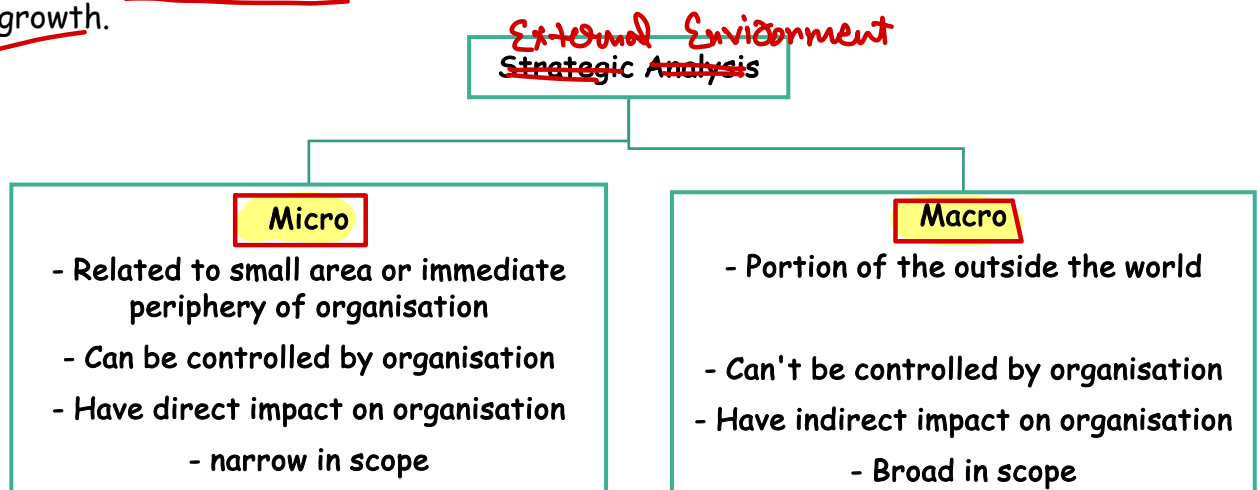 growth.
External Environment
Strategic Analysis
Micro
- Related to small area or immediate
periphery of organisation
- Can be controlled by organisation
- Have direct impact on organisation
- narrow in scope
Macro
- Portion of the outside the world
- Can't be controlled by organisation
- Have indirect impact on organisation
- Broad in scope